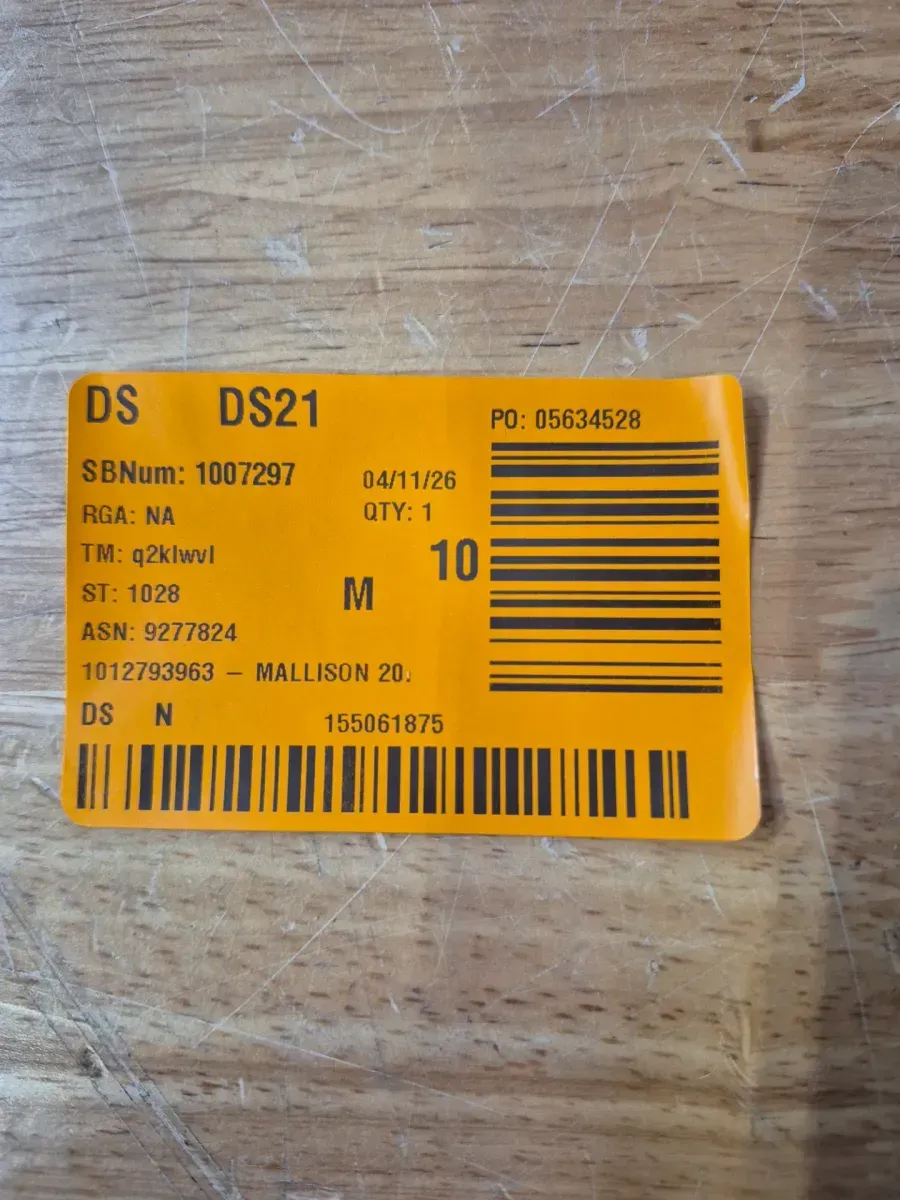 DS DS21
PO: 05634528
SBNum: 1007297 04/11/26
RGA: NA QTY: 1
TM: q2klwvl 10
ST: 1028 M
ASN: 9277824
1012793963 – MALLISON 20.
DS N 155061875